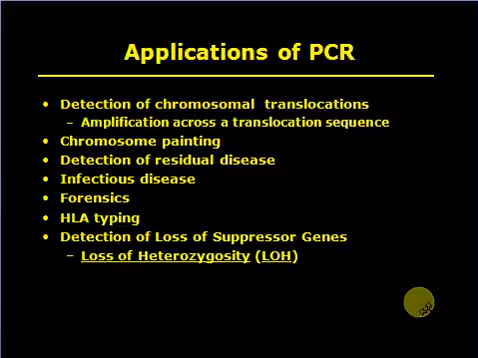 Applications of PCR
• Detection of chromosomal translocations
– Amplification across a translocation sequence
• Chromosome painting
• Detection of residual disease
• Infectious disease
• Forensics
• HLA typing
• Detection of Loss of Suppressor Genes
– Loss of Heterozygosity (LOH)